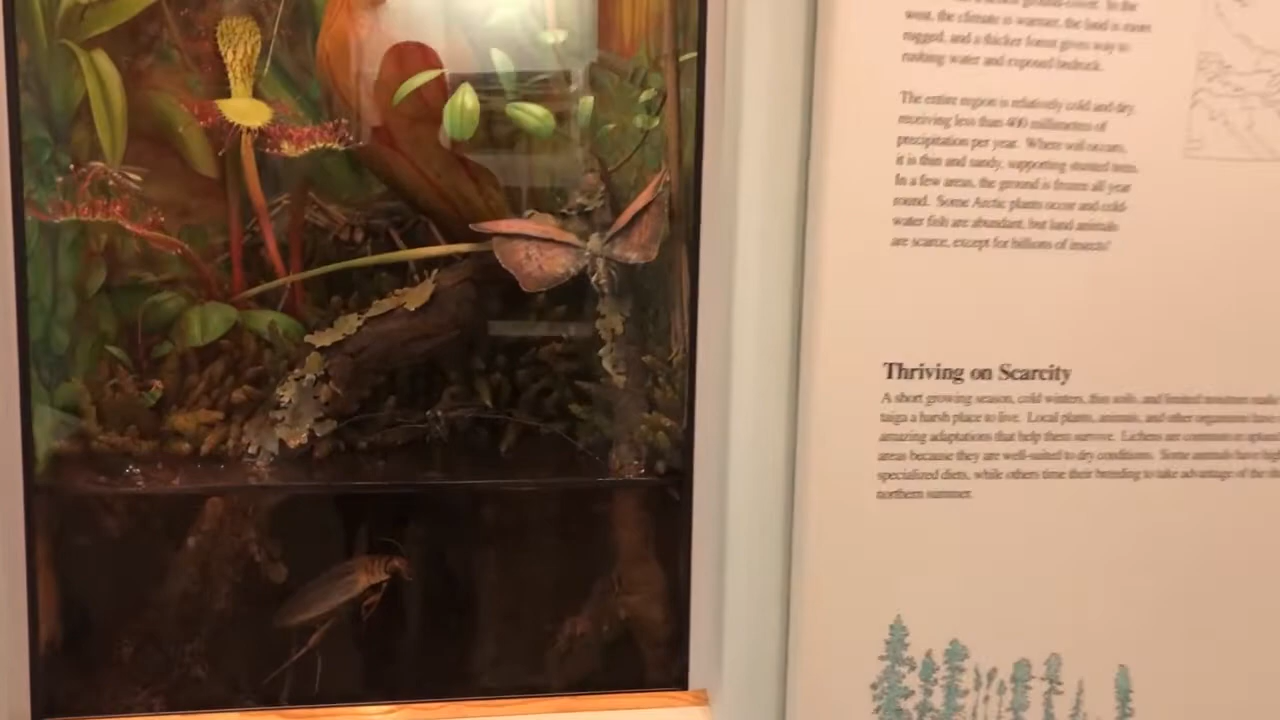 west, the climate is warmer, the land is more
rugged, and a thicker forest gives way to
rushing water and exposed bedrock.
The entire region is relatively cold and dry,
receiving less than 400 millimetres of
precipitation per year. Where soil occurs,
it is thin and sandy, supporting stunted trees.
In a few areas, the ground is frozen all year
round. Some Arctic plants occur and cold-
water fish are abundant, but land animals
are scarce, except for billions of insects!
Thriving on Scarcity
A short growing season, cold winters, thin soils, and limited nutrients make
taiga a harsh place to live. Local plants, animals, and other organisms have
amazing adaptations that help them survive. Lichens are common in upland
areas because they are well-suited to dry conditions. Some animals have high
specialized diets, while others time their breeding to take advantage of the
northern summer.